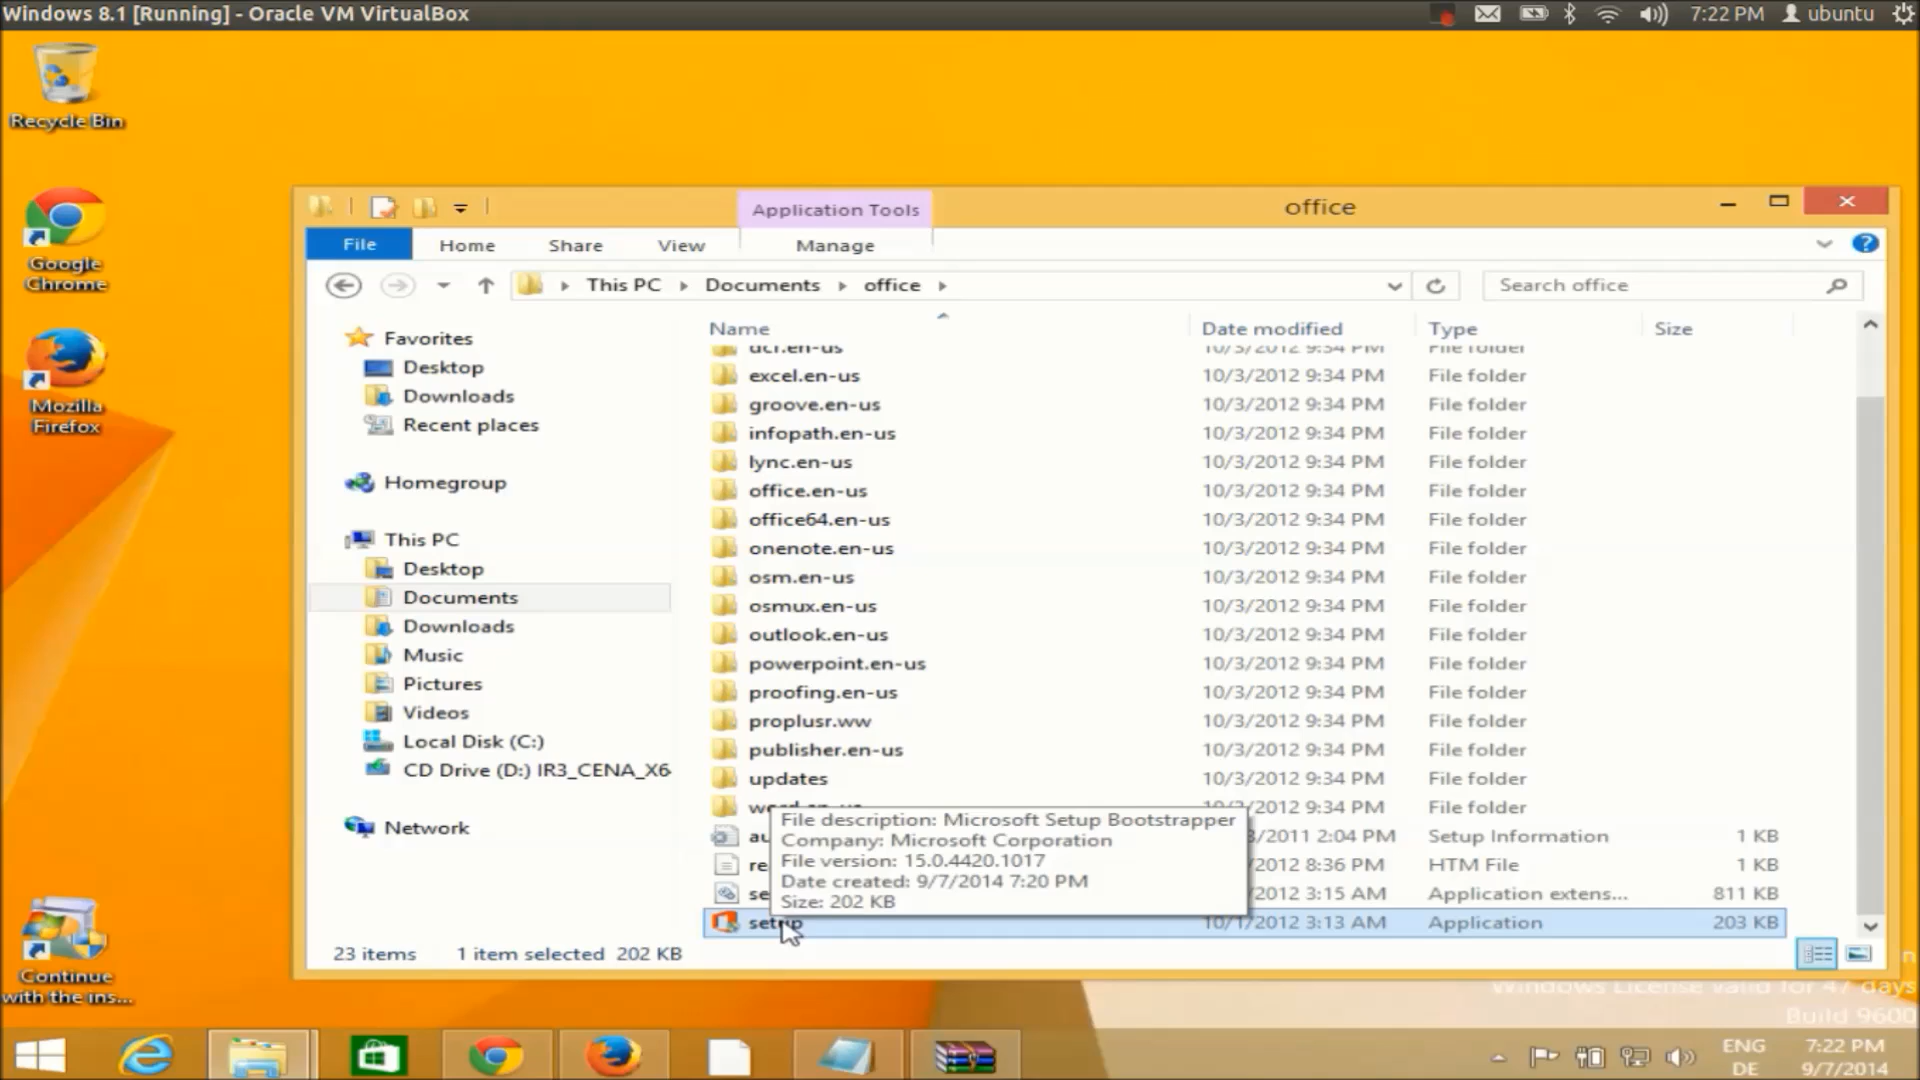 Windows 8.1 [Running] - Oracle VM VirtualBox
7:22 PM ubuntu
Recycle Bin
Google
Chrome
Mozilla
Firefox
Continue
with the ins...
Application Tools
office
File Home Share View Manage
This PC Documents office
Search office
Favorites
Desktop
Downloads
Recent places
Homegroup
This PC
Desktop
Documents
Downloads
Music
Pictures
Videos
Local Disk (C:)
CD Drive (D:) IR3_CENA_X6
Network
Name Date modified Type Size
dcf.en-us 10/3/2012 9:34 PM File folder
excel.en-us 10/3/2012 9:34 PM File folder
groove.en-us 10/3/2012 9:34 PM File folder
infopath.en-us 10/3/2012 9:34 PM File folder
lync.en-us 10/3/2012 9:34 PM File folder
office.en-us 10/3/2012 9:34 PM File folder
office64.en-us 10/3/2012 9:34 PM File folder
onenote.en-us 10/3/2012 9:34 PM File folder
osm.en-us 10/3/2012 9:34 PM File folder
osmux.en-us 10/3/2012 9:34 PM File folder
outlook.en-us 10/3/2012 9:34 PM File folder
powerpoint.en-us 10/3/2012 9:34 PM File folder
proofing.en-us 10/3/2012 9:34 PM File folder
proplusr.ww 10/3/2012 9:34 PM File folder
publisher.en-us 10/3/2012 9:34 PM File folder
updates 10/3/2012 9:34 PM File folder
word.en-us 10/3/2012 9:34 PM File folder
au /2011 2:04 PM Setup Information 1 KB
re /2012 8:36 PM HTM File 1 KB
se /2012 3:15 AM Application extens... 811 KB
setup 10/1/2012 3:13 AM Application 203 KB
File description: Microsoft Setup Bootstrapper
Company: Microsoft Corporation
File version: 15.0.4420.1017
Date created: 9/7/2014 7:20 PM
Size: 202 KB
23 items 1 item selected 202 KB
Windows License valid for 47 days
Build 9600
ENG
DE
7:22 PM
9/7/2014